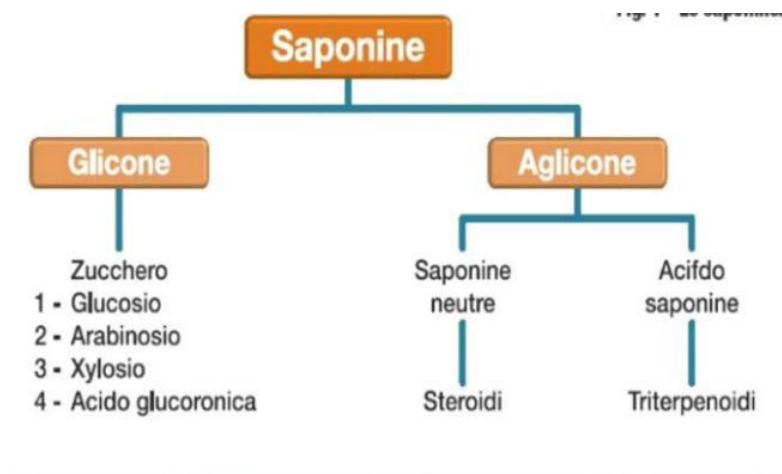 Saponine
Glicone
Aglicone
Zucchero
1 - Glucosio
2 - Arabinosio
3 - Xylosio
4 - Acido glucoronica
Saponine
neutre
Steroidi
Acifdo
saponine
Triterpenoidi